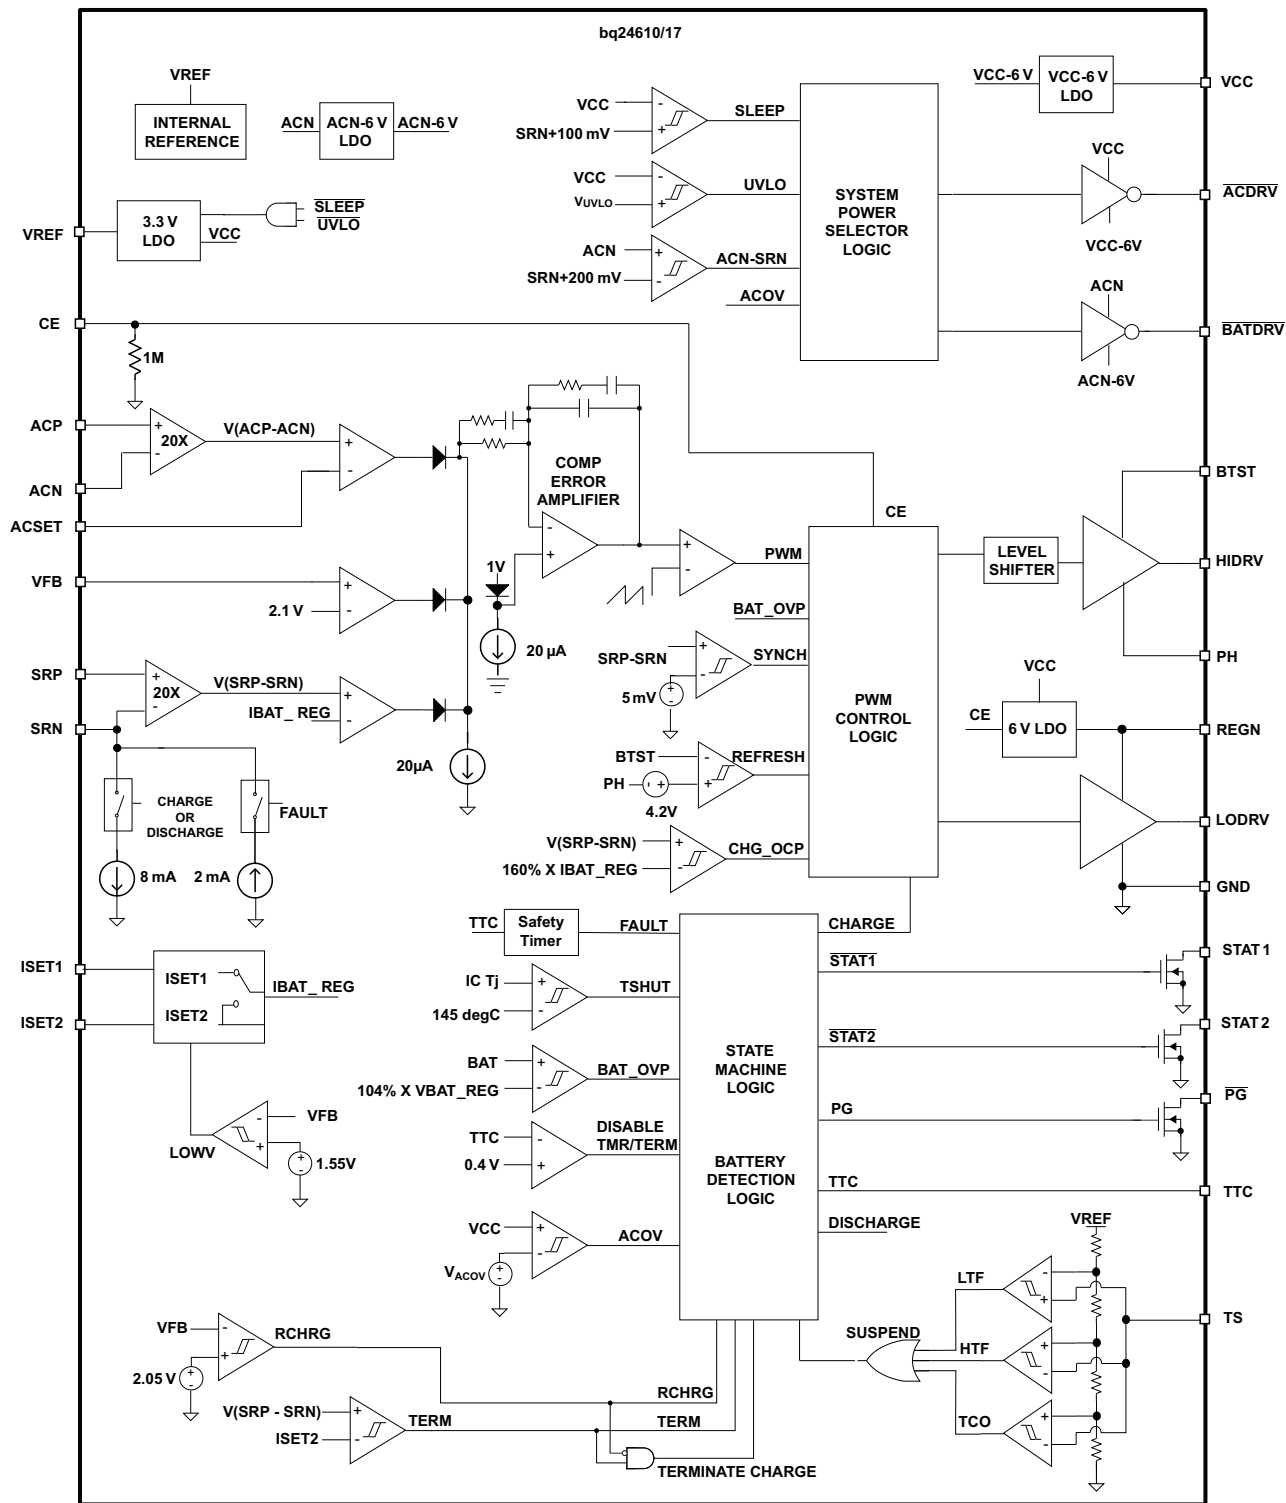 bq24610/17
VREF
INTERNAL
REFERENCE
ACN
ACN-6 V
LDO
ACN-6 V
VCC
SRN+100 mV
SLEEP
VCC
VUVLO
UVLO
ACN
SRN+200 mV
ACN-SRN
ACOV
SYSTEM
POWER
SELECTOR
LOGIC
VCC-6 V
VCC-6 V
LDO
VCC
VCC
ACDRV
VCC-6V
ACN
BATDRV
ACN-6V
VREF
3.3 V
LDO
VCC
SLEEP
UVLO
CE
1M
ACP
ACN
ACSET
+
20X
-
V(ACP-ACN)
+
-
COMP
ERROR
AMPLIFIER
-
+
1V
20 µA
VFB
2.1 V
+
-
SRP
SRN
+
20X
-
V(SRP-SRN)
IBAT_ REG
+
-
20µA
CHARGE
OR
DISCHARGE
FAULT
8 mA
2 mA
+
-
PWM
BAT_OVP
SRP-SRN
5 mV
SYNCH
BTST
PH
4.2V
REFRESH
V(SRP-SRN)
160% X IBAT_REG
CHG_OCP
CE
PWM
CONTROL
LOGIC
LEVEL
SHIFTER
BTST
HIDRV
PH
VCC
CE
6 V LDO
REGN
LODRV
GND
ISET1
ISET2
ISET1
ISET2
IBAT_ REG
LOWV
VFB
1.55V
TTC
Safety
Timer
FAULT
IC Tj
145 degC
TSHUT
BAT
104% X VBAT_REG
BAT_OVP
TTC
0.4 V
DISABLE
TMR/TERM
VCC
VACOV
ACOV
STATE
MACHINE
LOGIC
BATTERY
DETECTION
LOGIC
CHARGE
STAT1
STAT1
STAT2
STAT2
PG
PG
TTC
TTC
DISCHARGE
VREF
LTF
HTF
TCO
SUSPEND
TS
VFB
2.05 V
RCHRG
RCHRG
V(SRP - SRN)
ISET2
TERM
TERM
TERMINATE CHARGE